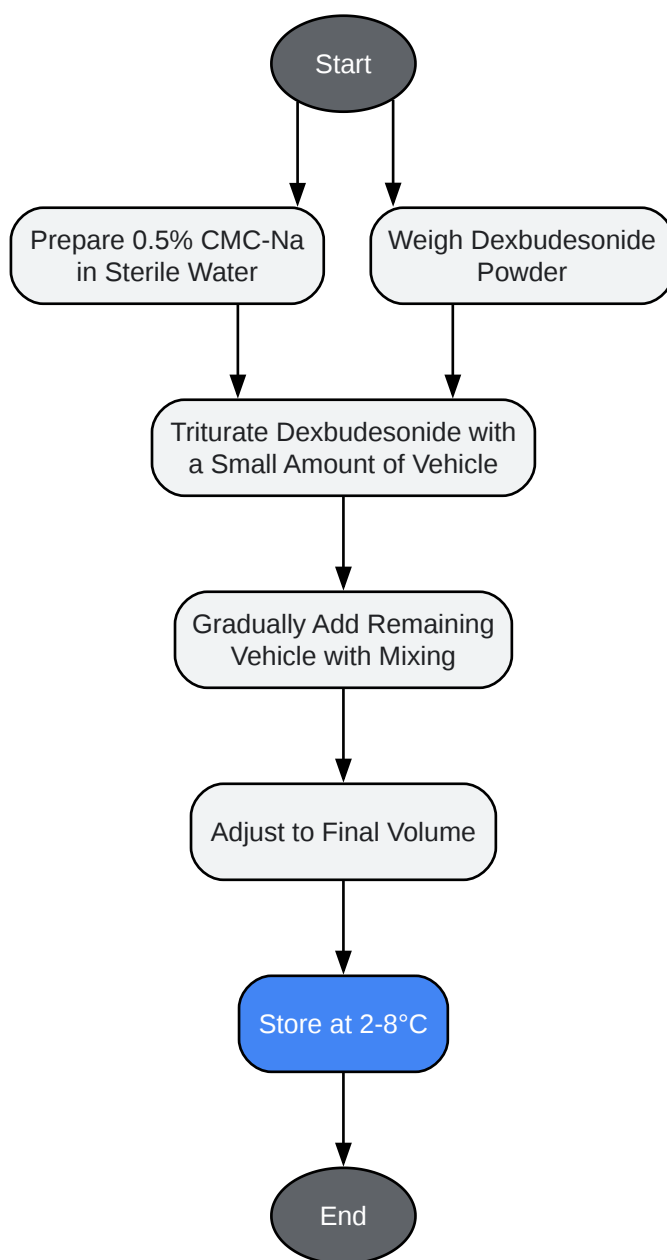 Start
Prepare 0.5% CMC-Na
in Sterile Water
Weigh Dexbudesonide
Powder
Triturate Dexbudesonide with
a Small Amount of Vehicle
Gradually Add Remaining
Vehicle with Mixing
Adjust to Final Volume
Store at 2-8°C
End